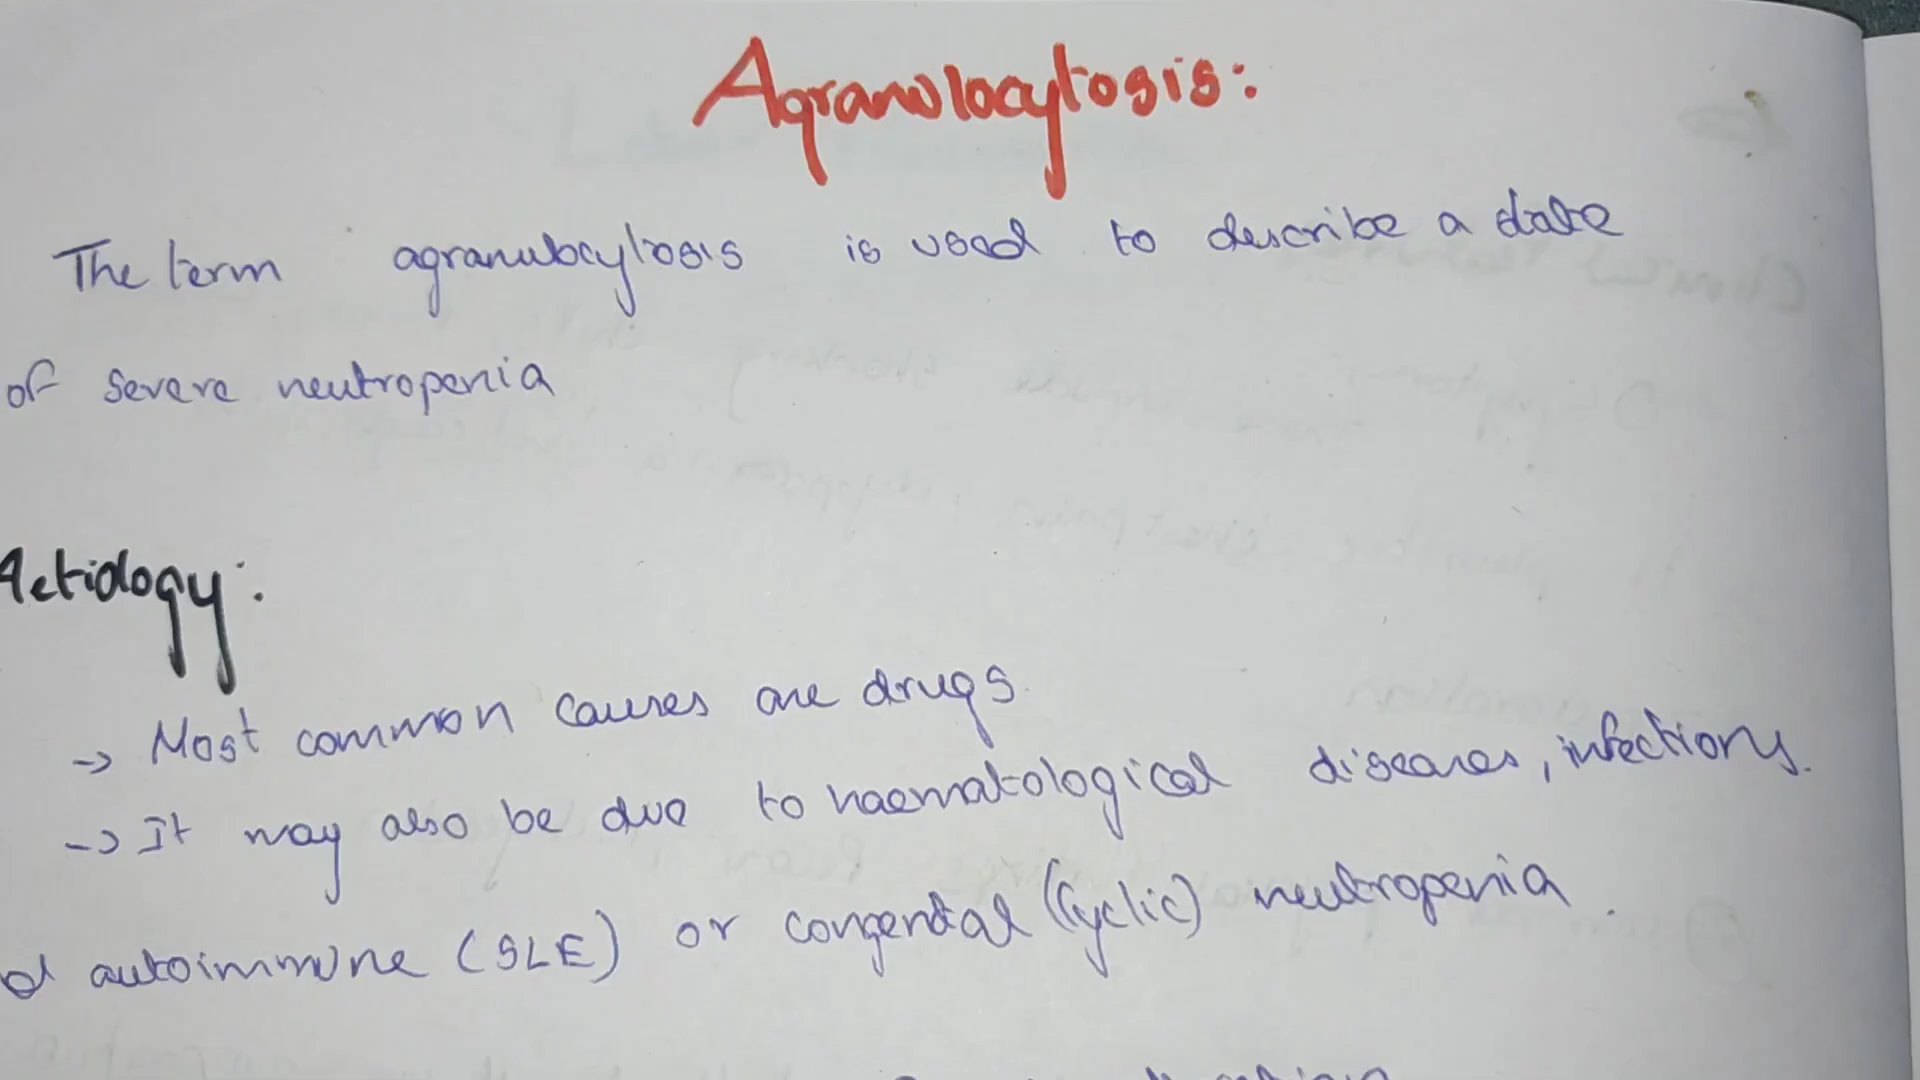 Agranulocytosis:
The term agranulocytosis is used to describe a state
of severe neutropenia
Aetiology:
→ Most common causes are drugs.
→ It may also be due to haematological diseases, infections.
autoimmune (SLE) or congenital (Cyclic) neutropenia.